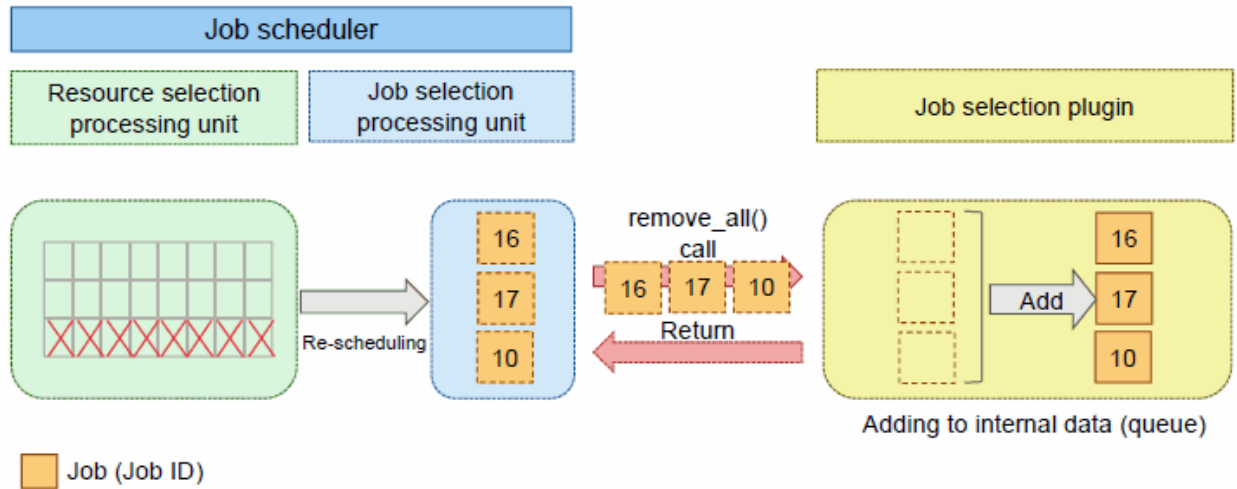 Job scheduler
Resource selection
processing unit
Job selection
processing unit
Job selection plugin
Re-scheduling
16
17
10
remove_all()
call
16 17 10
Return
Add
16
17
10
Adding to internal data (queue)
Job (Job ID)